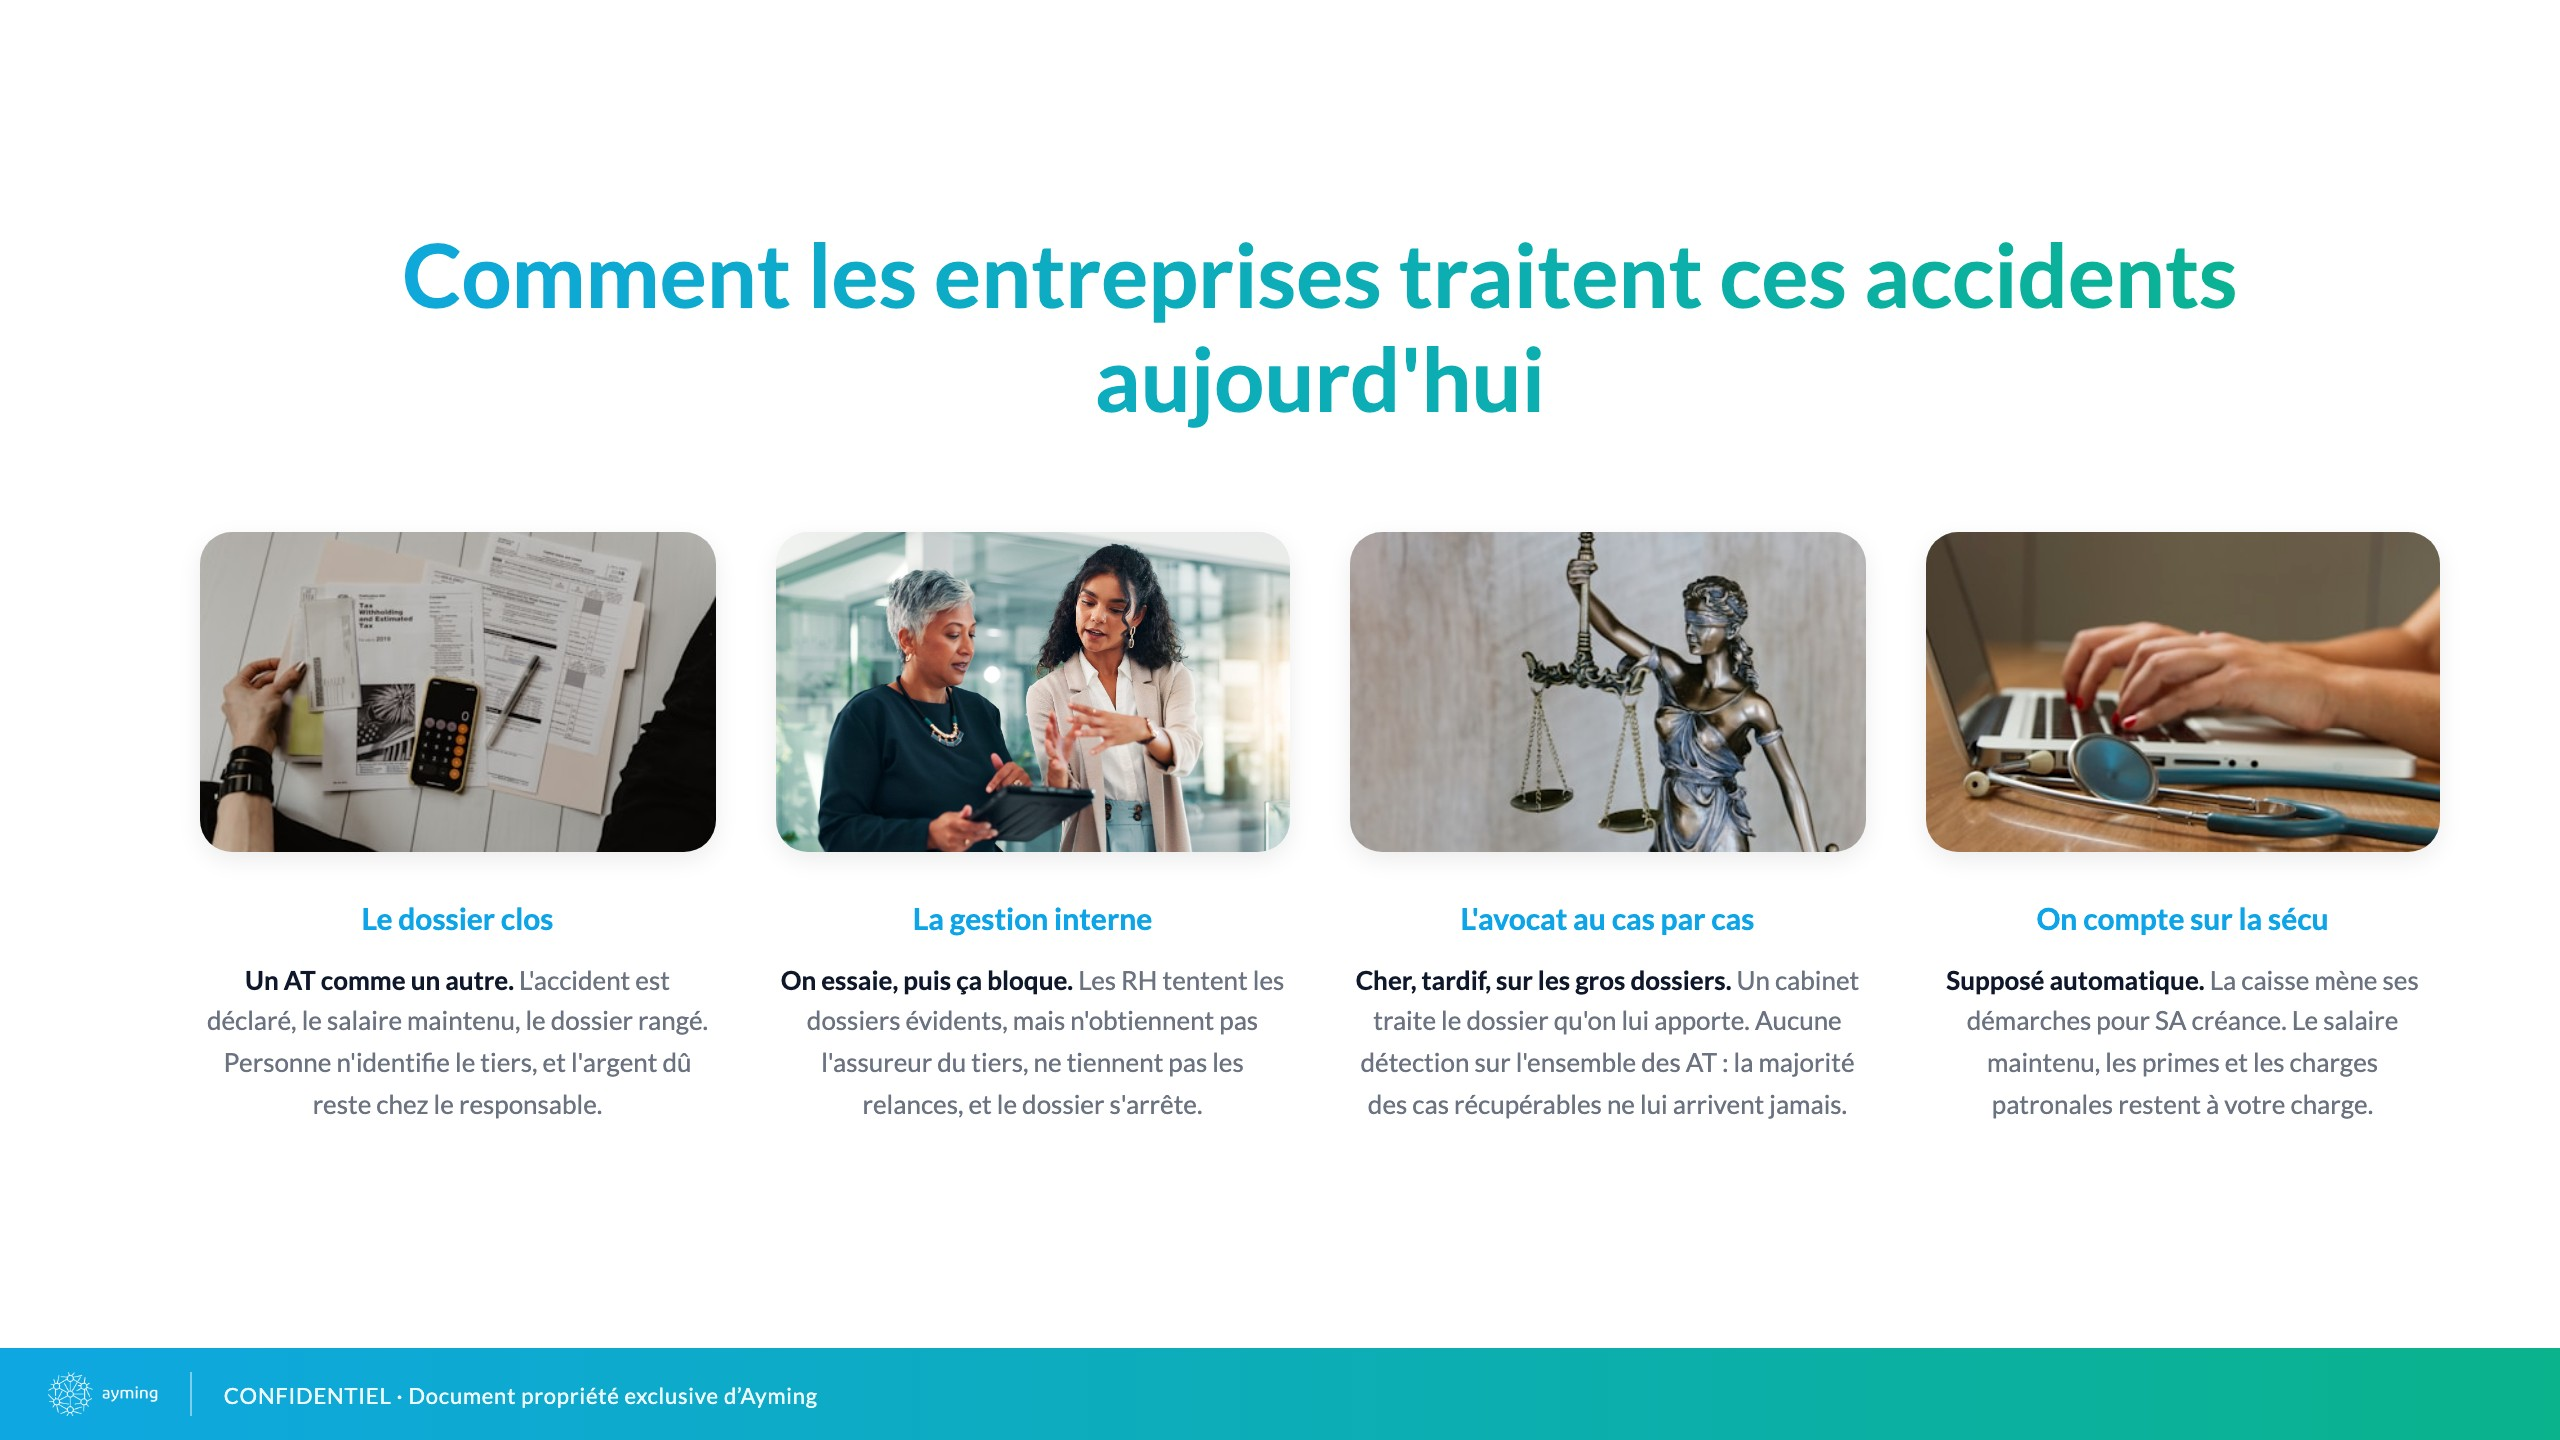 Comment les entreprises traitent ces accidents
aujourd'hui
Tax
Withholding
and Estimated
Tax
2019
0
Le dossier clos
Un AT comme un autre. L'accident est
déclaré, le salaire maintenu, le dossier rangé.
Personne n'identifie le tiers, et l'argent dû
reste chez le responsable.
La gestion interne
On essaie, puis ça bloque. Les RH tentent les
dossiers évidents, mais n'obtiennent pas
l'assureur du tiers, ne tiennent pas les
relances, et le dossier s'arrête.
L'avocat au cas par cas
Cher, tardif, sur les gros dossiers. Un cabinet
traite le dossier qu'on lui apporte. Aucune
détection sur l'ensemble des AT : la majorité
des cas récupérables ne lui arrivent jamais.
On compte sur la sécu
Supposé automatique. La caisse mène ses
démarches pour SA créance. Le salaire
maintenu, les primes et les charges
patronales restent à votre charge.
ayming
CONFIDENTIEL · Document propriété exclusive d’Ayming